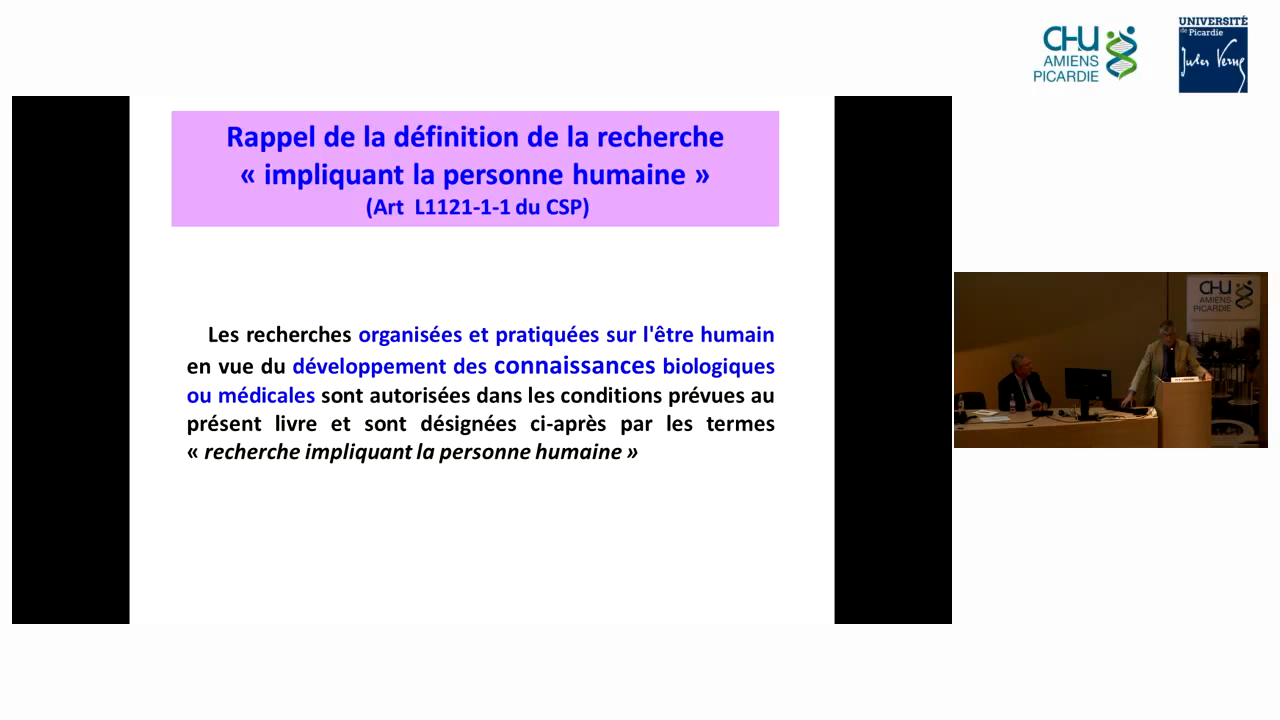 CHU
AMIENS
PICARDIE
UNIVERSITÉ
de Picardie
Jules Verne
Rappel de la définition de la recherche
« impliquant la personne humaine »
(Art L1121-1-1 du CSP)
Les recherches organisées et pratiquées sur l'être humain
en vue du développement des connaissances biologiques
ou médicales sont autorisées dans les conditions prévues au
présent livre et sont désignées ci-après par les termes
« recherche impliquant la personne humaine »
CHU
AMIENS
PICARDIE